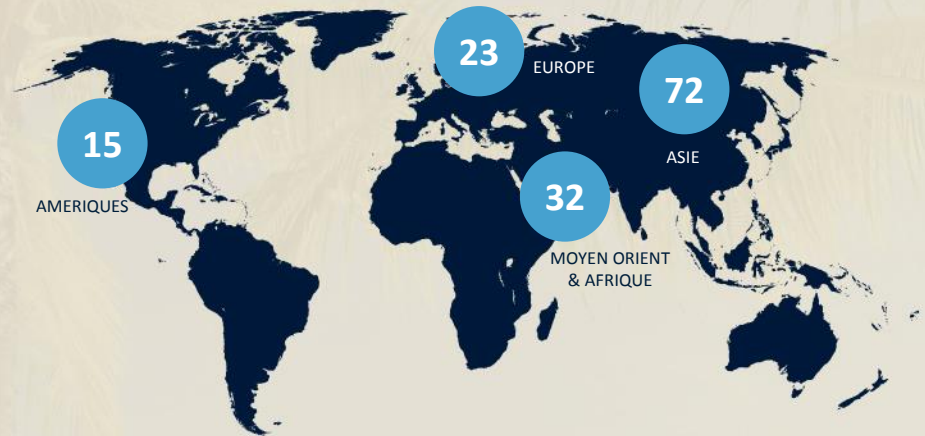 23
EUROPE
72
ASIE
15
AMERIQUES
32
MOYEN ORIENT
& AFRIQUE